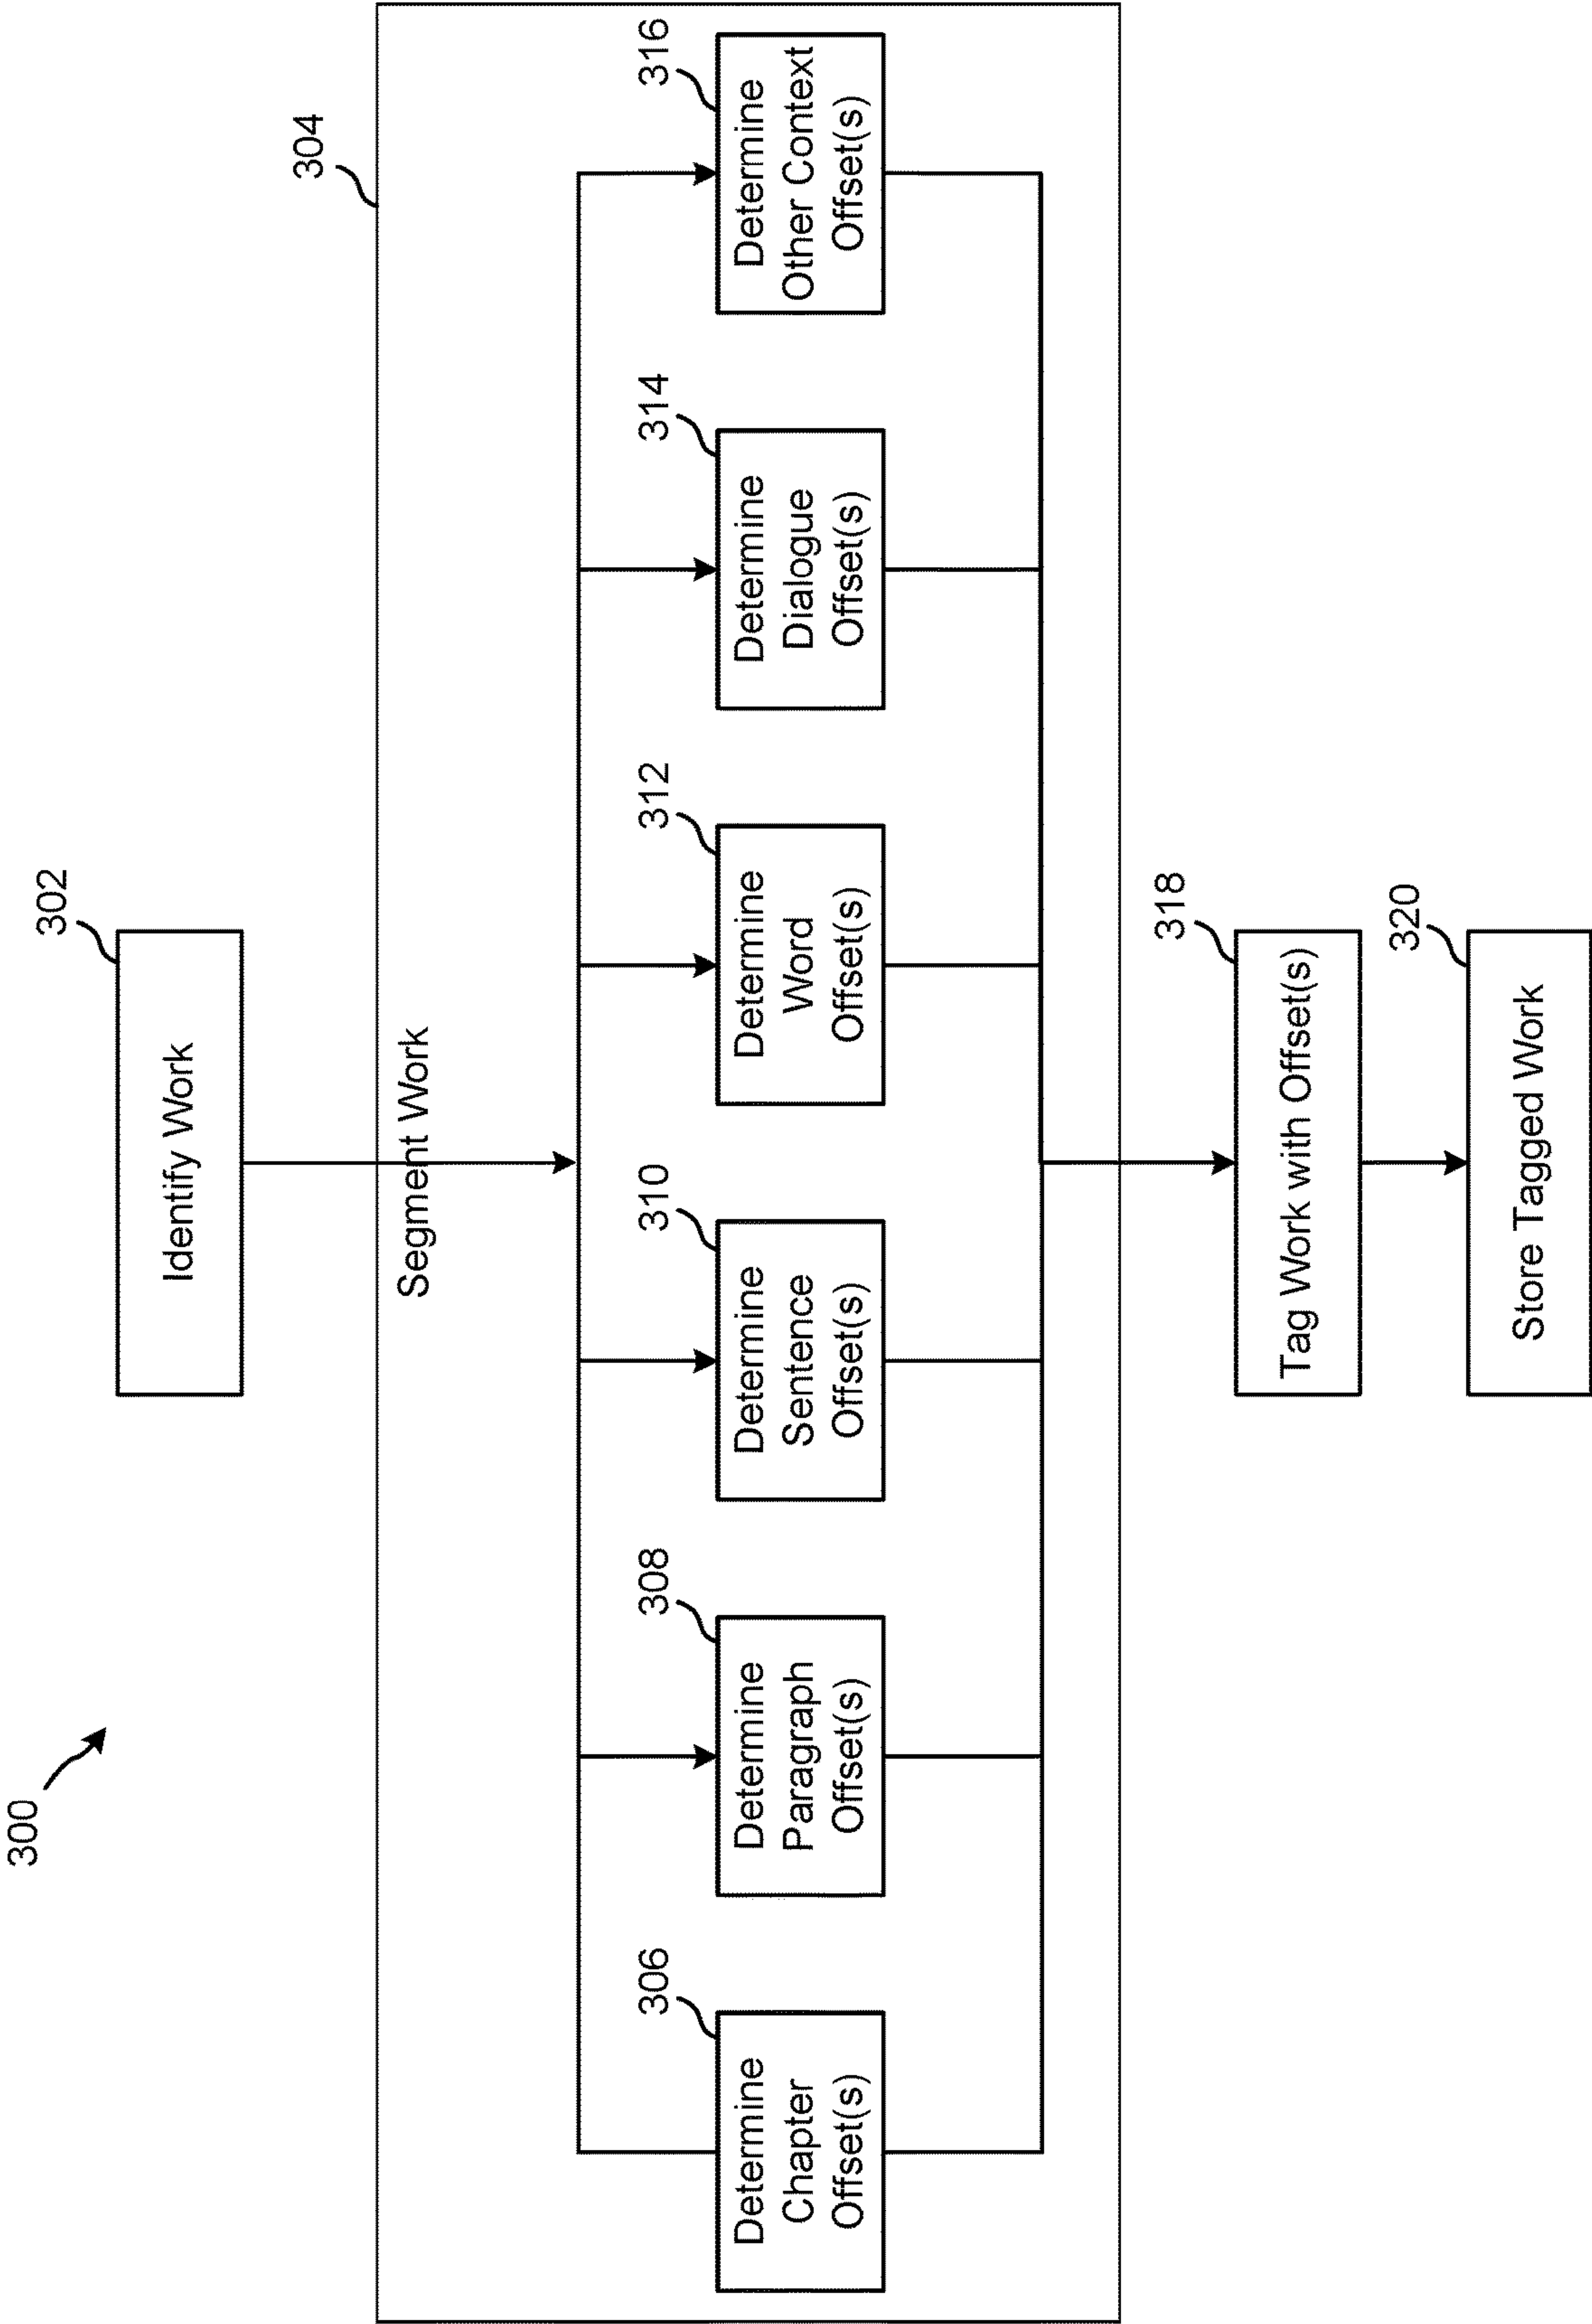 300
302
Identify Work
304
Segment Work
306
Determine
Chapter
Offset(s)
308
Determine
Paragraph
Offset(s)
310
Determine
Sentence
Offset(s)
312
Determine
Word
Offset(s)
314
Determine
Dialogue
Offset(s)
316
Determine
Other Context
Offset(s)
318
Tag Work with Offset(s)
320
Store Tagged Work